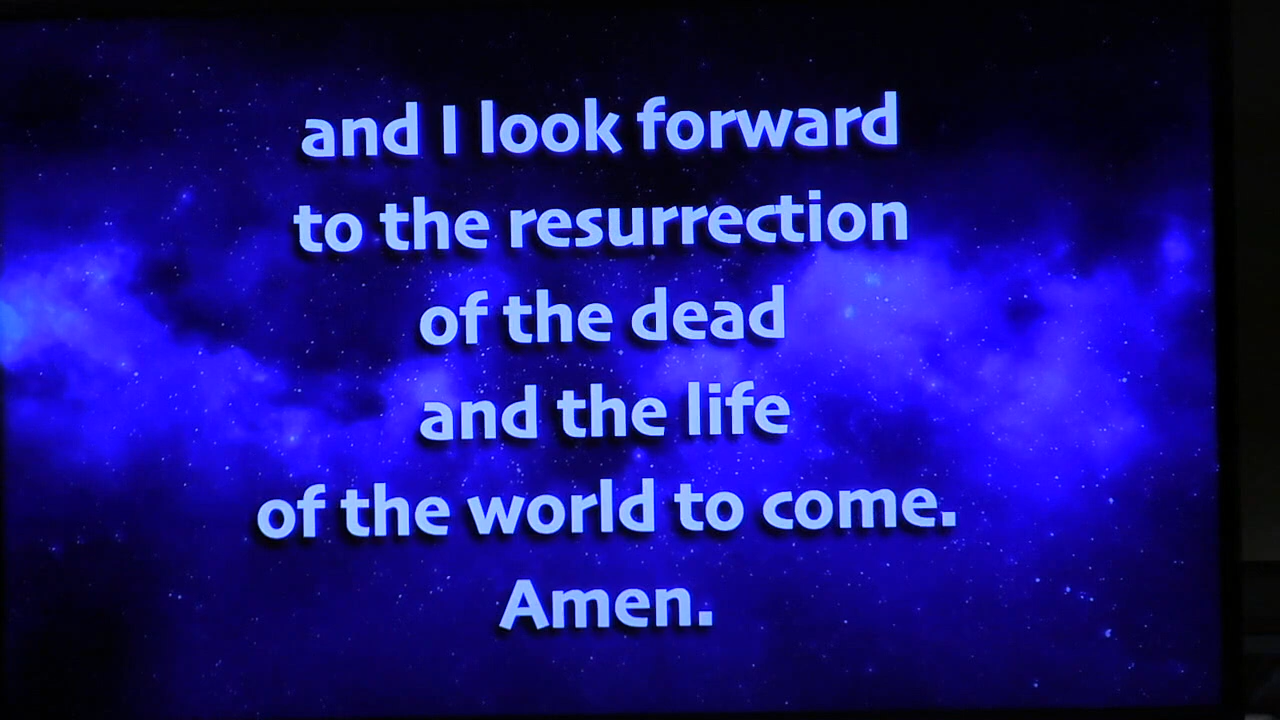 and I look forward
to the resurrection
of the dead
and the life
of the world to come.
Amen.